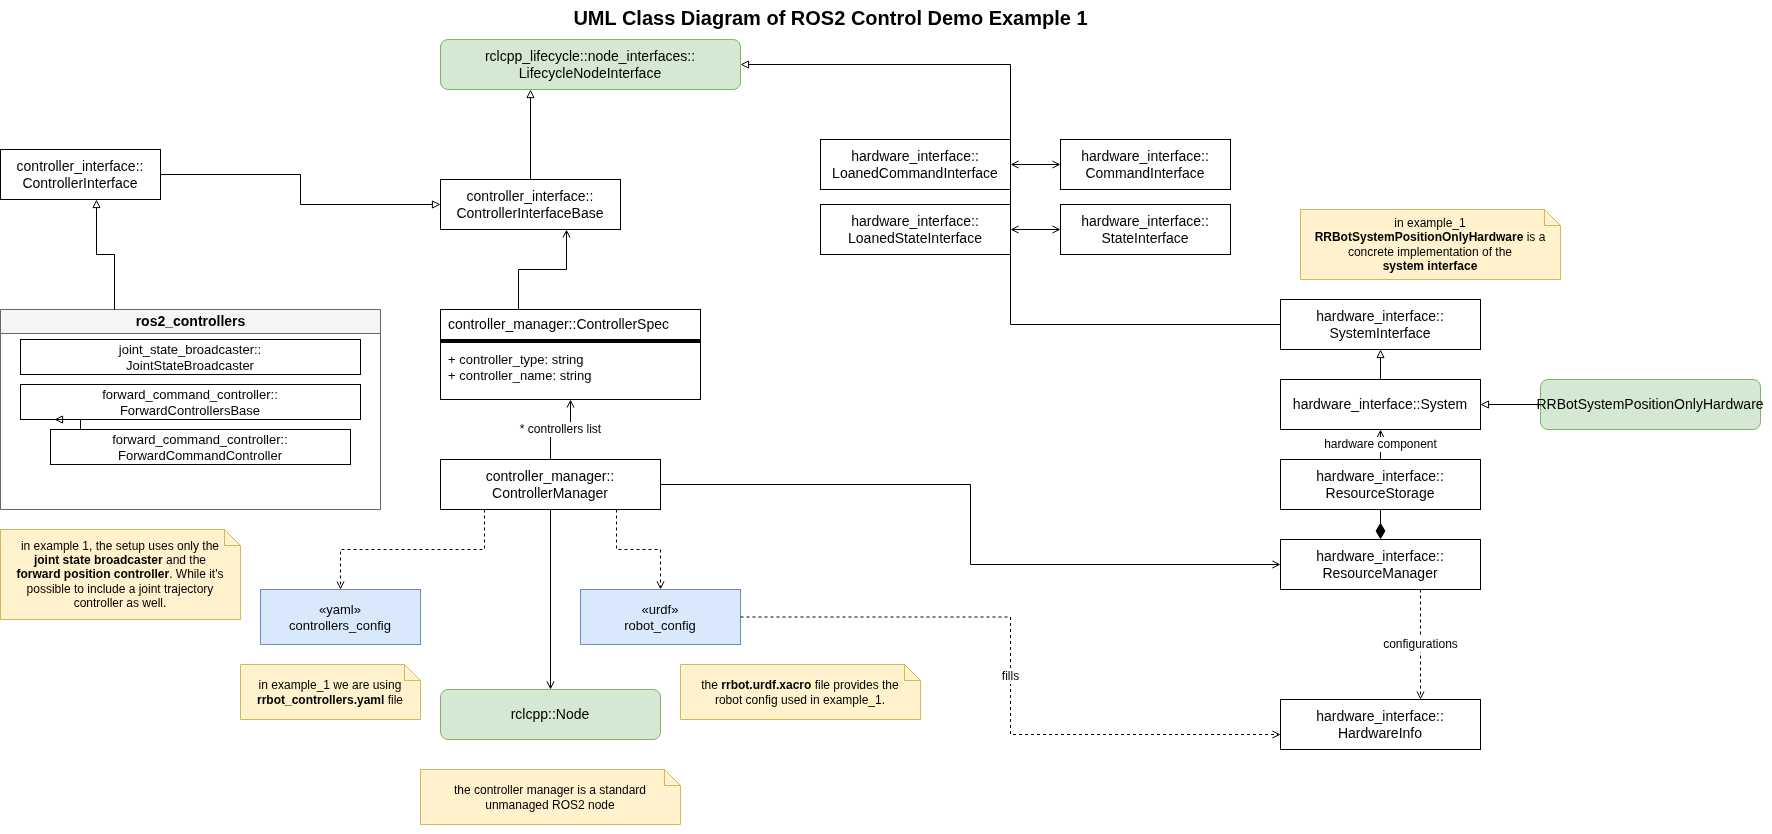 UML Class Diagram of ROS2 Control Demo Example 1
rclcpp_lifecycle::node_interfaces::
LifecycleNodeInterface
controller_interface::
ControllerInterface
controller_interface::
ControllerInterfaceBase
hardware_interface::
LoanedCommandInterface
hardware_interface::
CommandInterface
hardware_interface::
LoanedStateInterface
hardware_interface::
StateInterface
in example_1
RRBotSystemPositionOnlyHardware is a
concrete implementation of the
system interface
ros2_controllers
joint_state_broadcaster::
JointStateBroadcaster
forward_command_controller::
ForwardControllersBase
forward_command_controller::
ForwardCommandController
controller_manager::ControllerSpec
+ controller_type: string
+ controller_name: string
* controllers list
controller_manager::
ControllerManager
hardware_interface::
SystemInterface
hardware_interface::System
RRBotSystemPositionOnlyHardware
hardware component
hardware_interface::
ResourceStorage
hardware_interface::
ResourceManager
in example 1, the setup uses only the
joint state broadcaster and the
forward position controller. While it's
possible to include a joint trajectory
controller as well.
«yaml»
controllers_config
«urdf»
robot_config
configurations
fills
in example_1 we are using
rrbot_controllers.yaml file
the rrbot.urdf.xacro file provides the
robot config used in example_1.
rclcpp::Node
hardware_interface::
HardwareInfo
the controller manager is a standard
unmanaged ROS2 node